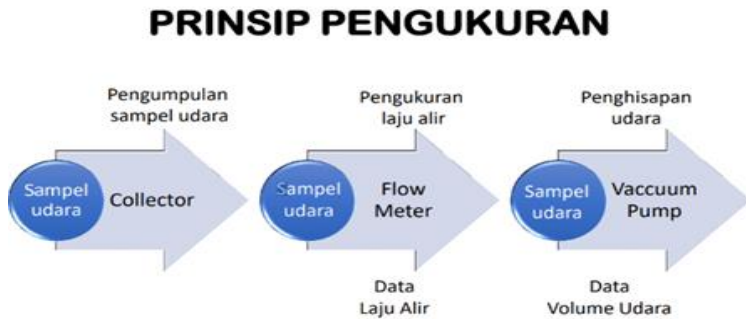 PRINSIP PENGUKURAN
Pengumpulan
sampel udara
Sampel
udara
Collector
Pengukuran
laju alir
Sampel
udara
Flow
Meter
Data
Laju Alir
Penghisapan
udara
Sampel
udara
Vaccuum
Pump
Data
Volume Udara